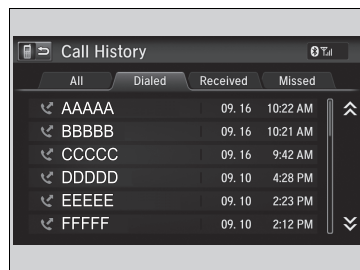 Call History
All Dialed Received Missed
AAAAA 09. 16 10:22 AM
BBBBB 09. 16 10:21 AM
CCCCC 09. 16 9:42 AM
DDDDD 09. 10 4:28 PM
EEEEE 09. 10 2:23 PM
FFFFF 09. 10 2:12 PM